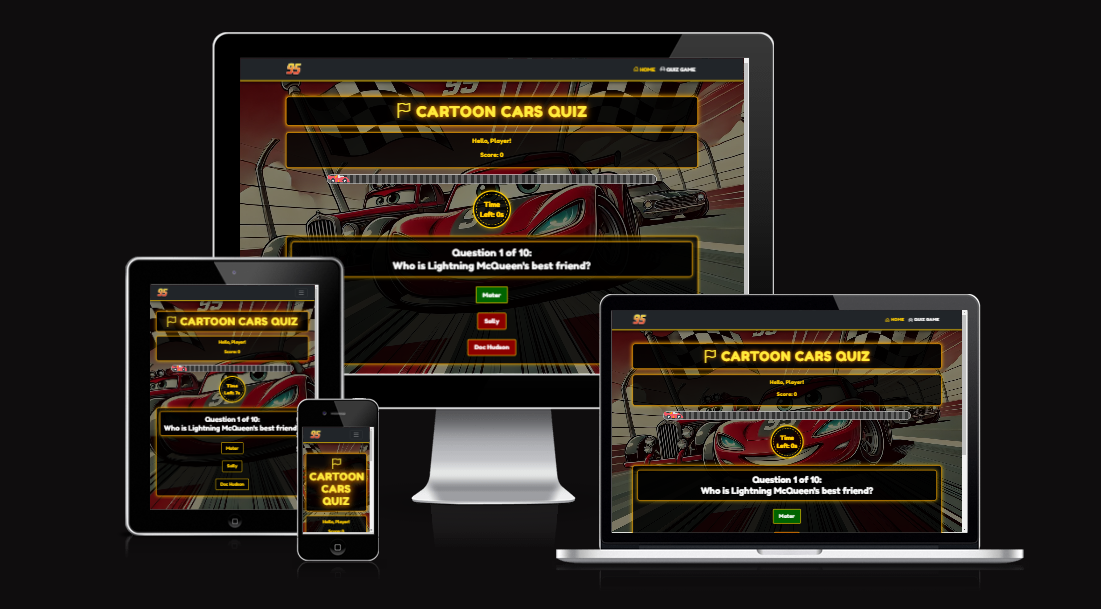 95
HOME QUIZ GAME
95
CARTOON CARS QUIZ
Hello, Player!
Score: 0
Time
Left: 0s
Question 1 of 10:
Who is Lightning McQueen's best friend?
Mater
Sally
Doc Hudson
95
95
CARTOON CARS QUIZ
Hello, Player!
Score: 0
Time
Left: 7s
Question 1 of 10:
Who is Lightning McQueen's best friend
Mater
Sally
Doc Hudson
95
CARTOON
CARS
QUIZ
Hello, Player!
95
HOME QUIZ GAME
CARTOON CARS QUIZ
Hello, Player!
Score: 0
Time
Left: 0s
Question 1 of 10:
Who is Lightning McQueen's best friend?
Mater